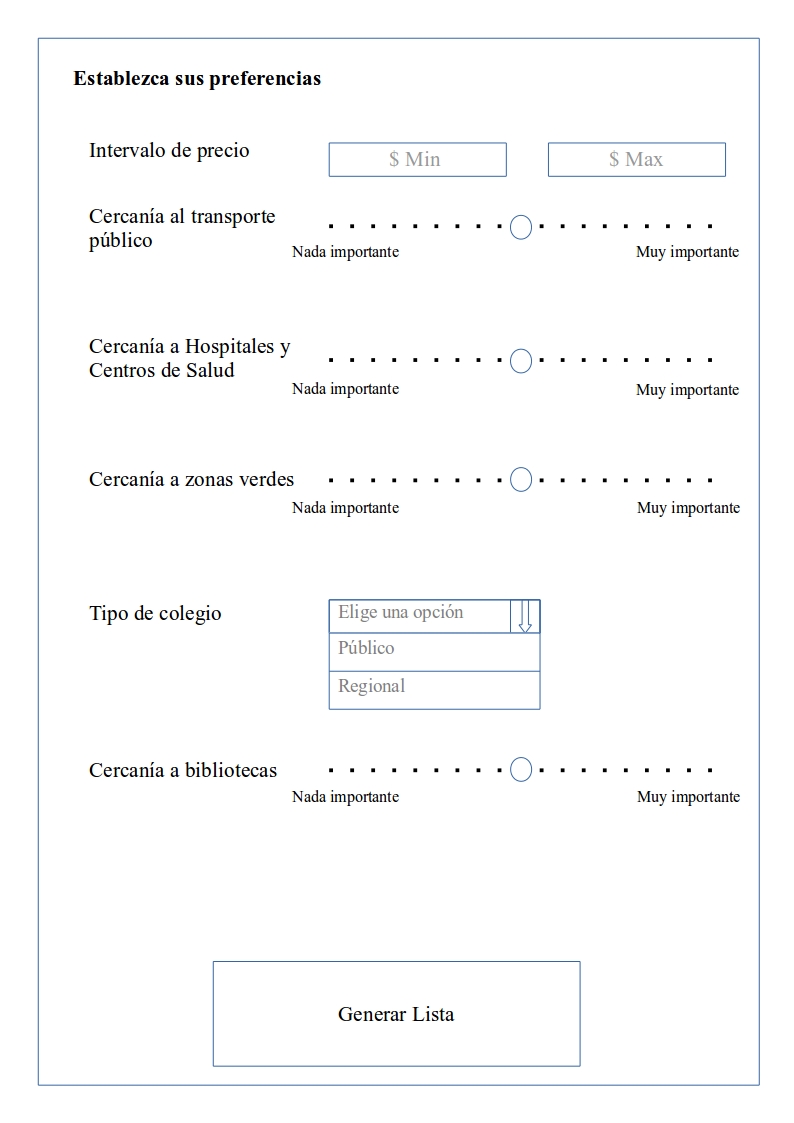 Establezca sus preferencias
Intervalo de precio
$ Min
$ Max
Cercanía al transporte
público
Nada importante
Muy importante
Cercanía a Hospitales y
Centros de Salud
Nada importante
Muy importante
Cercanía a zonas verdes
Nada importante
Muy importante
Tipo de colegio
Elige una opción
Público
Regional
Cercanía a bibliotecas
Nada importante
Muy importante
Generar Lista